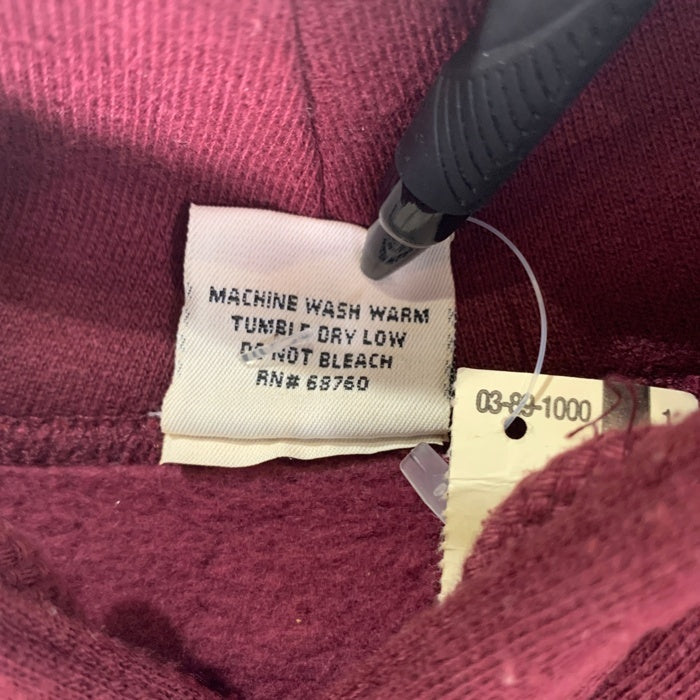 MACHINE WASH WARM
TUMBLE DRY LOW
DO NOT BLEACH
RN# 68760
03-89-1000